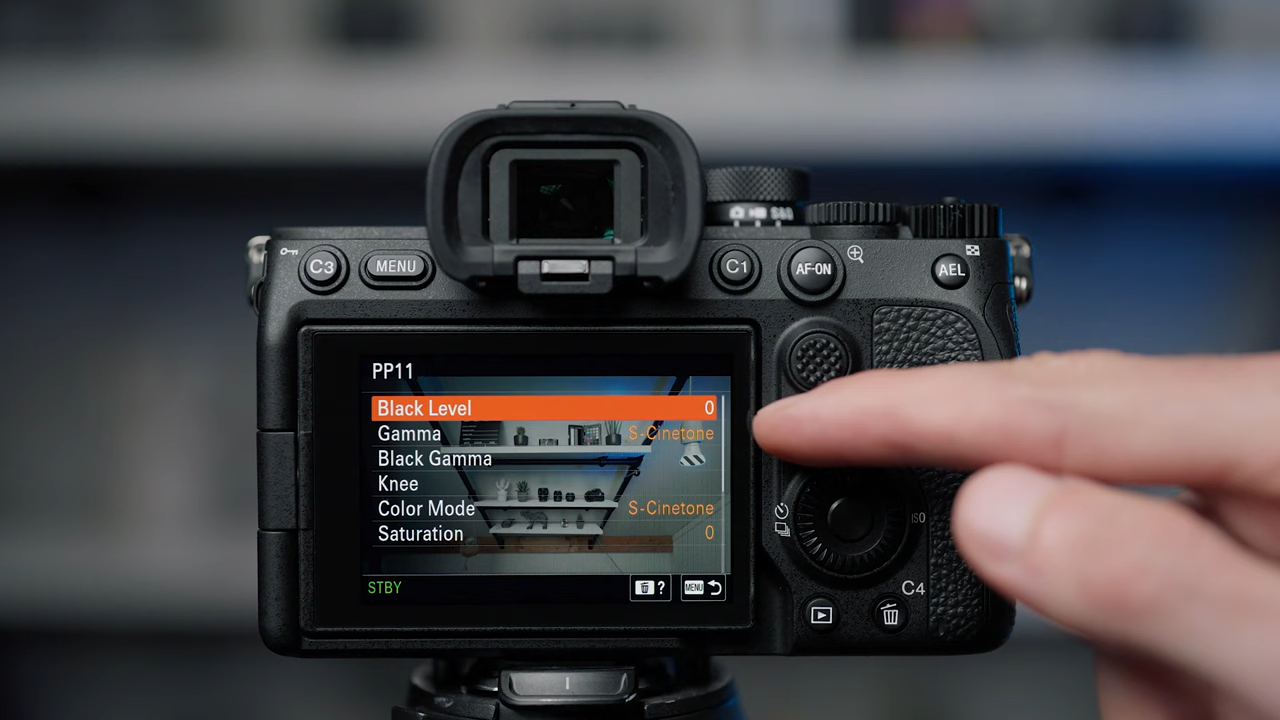 S&Q
C3
MENU
C1
AF-ON
AEL
PP11
Black Level 0
Gamma S-Cinetone
Black Gamma
Knee
Color Mode S-Cinetone
Saturation 0
ISO
STBY
?
MENU
C4